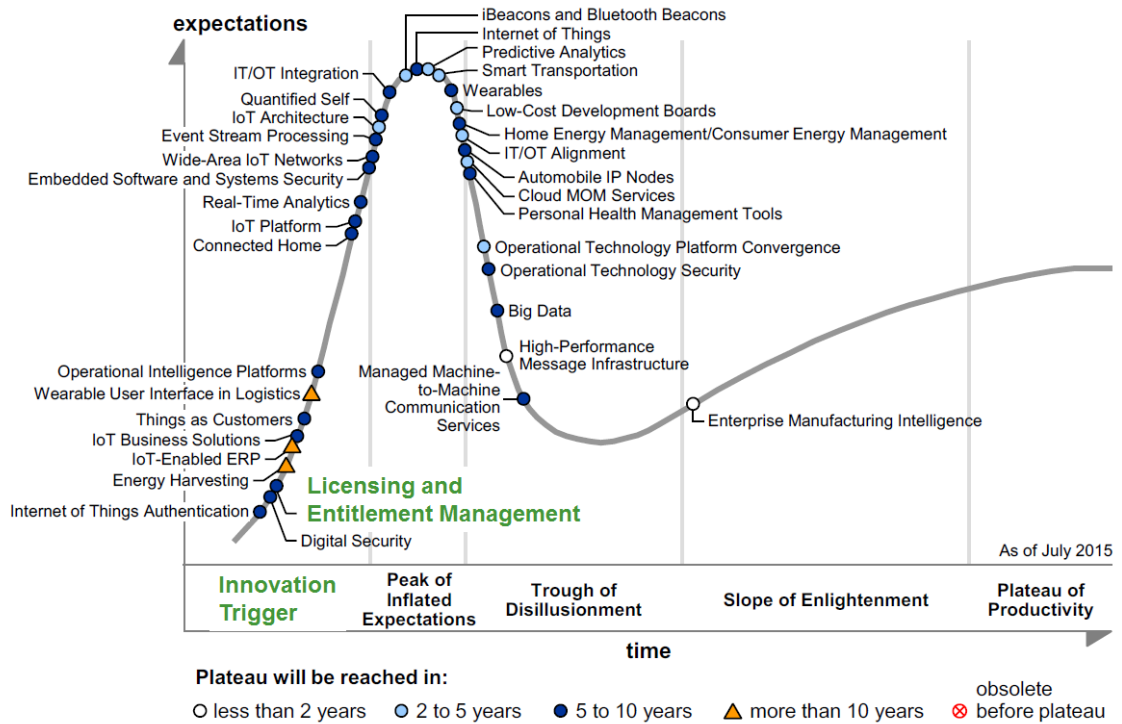 expectations
iBeacons and Bluetooth Beacons
Internet of Things
Predictive Analytics
Smart Transportation
Wearables
Low-Cost Development Boards
Home Energy Management/Consumer Energy Management
IT/OT Alignment
Automobile IP Nodes
Cloud MOM Services
Personal Health Management Tools
IT/OT Integration
Quantified Self
IoT Architecture
Event Stream Processing
Wide-Area IoT Networks
Embedded Software and Systems Security
Real-Time Analytics
IoT Platform
Connected Home
Operational Technology Platform Convergence
Operational Technology Security
Big Data
High-Performance
Message Infrastructure
Managed Machine-
to-Machine
Communication
Services
Enterprise Manufacturing Intelligence
Operational Intelligence Platforms
Wearable User Interface in Logistics
Things as Customers
IoT Business Solutions
IoT-Enabled ERP
Energy Harvesting
Licensing and
Entitlement Management
Internet of Things Authentication
Digital Security
As of July 2015
Innovation
Trigger
Peak of
Inflated
Expectations
Trough of
Disillusionment
Slope of Enlightenment
Plateau of
Productivity
time
Plateau will be reached in:
less than 2 years
2 to 5 years
5 to 10 years
more than 10 years
obsolete
before plateau